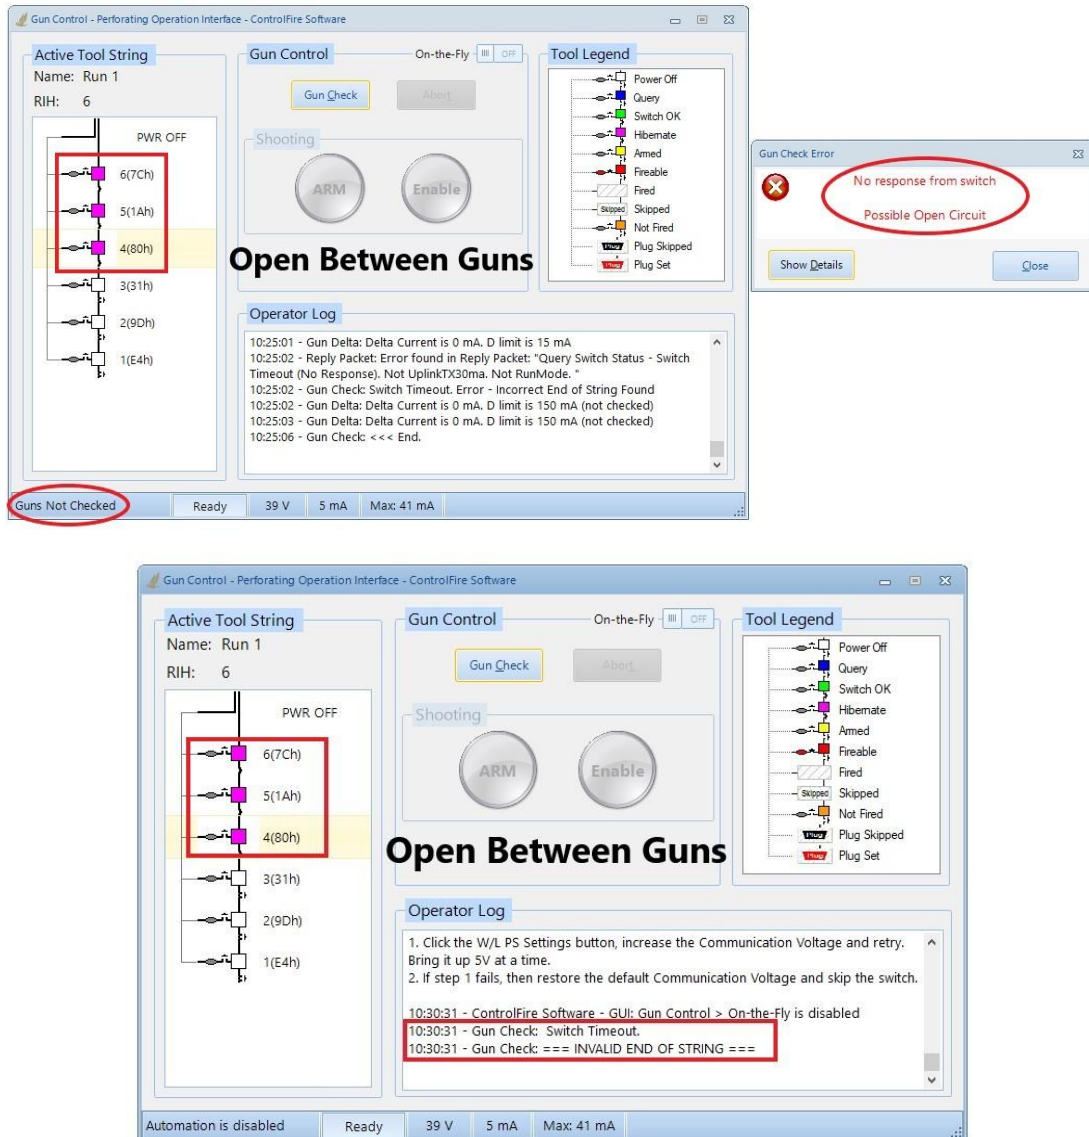 Gun Control - Perforating Operation Interface - ControlFire Software
Active Tool String
Name: Run 1
RIH: 6
PWR OFF
6(7Ch)
5(1Ah)
4(80h)
3(31h)
2(9Dh)
1(E4h)
Gun Control
On-the-Fly
OFF
Gun Check
Abort
Shooting
ARM
Enable
Open Between Guns
Tool Legend
Power Off
Query
Switch OK
Hibernate
Armed
Fireable
Fired
Skipped Skipped
Not Fired
Plug Plug Skipped
Plug Plug Set
Operator Log
10:25:01 - Gun Delta: Delta Current is 0 mA. D limit is 15 mA
10:25:02 - Reply Packet: Error found in Reply Packet: "Query Switch Status - Switch
Timeout (No Response). Not UplinkTX30ma. Not RunMode. "
10:25:02 - Gun Check: Switch Timeout. Error - Incorrect End of String Found
10:25:02 - Gun Delta: Delta Current is 0 mA. D limit is 150 mA (not checked)
10:25:03 - Gun Delta: Delta Current is 0 mA. D limit is 150 mA (not checked)
10:25:06 - Gun Check: <<< End.
Guns Not Checked
Ready
39 V
5 mA
Max: 41 mA
Gun Check Error
No response from switch
Possible Open Circuit
Show Details
Close
Gun Control - Perforating Operation Interface - ControlFire Software
Active Tool String
Name: Run 1
RIH: 6
PWR OFF
6(7Ch)
5(1Ah)
4(80h)
3(31h)
2(9Dh)
1(E4h)
Gun Control
On-the-Fly
OFF
Gun Check
Abort
Shooting
ARM
Enable
Open Between Guns
Tool Legend
Power Off
Query
Switch OK
Hibernate
Armed
Fireable
Fired
Skipped Skipped
Not Fired
Plug Plug Skipped
Plug Plug Set
Operator Log
1. Click the W/L PS Settings button, increase the Communication Voltage and retry.
Bring it up 5V at a time.
2. If step 1 fails, then restore the default Communication Voltage and skip the switch.
10:30:31 - ControlFire Software - GUI: Gun Control > On-the-Fly is disabled
10:30:31 - Gun Check: Switch Timeout.
10:30:31 - Gun Check: === INVALID END OF STRING ===
Automation is disabled
Ready
39 V
5 mA
Max: 41 mA